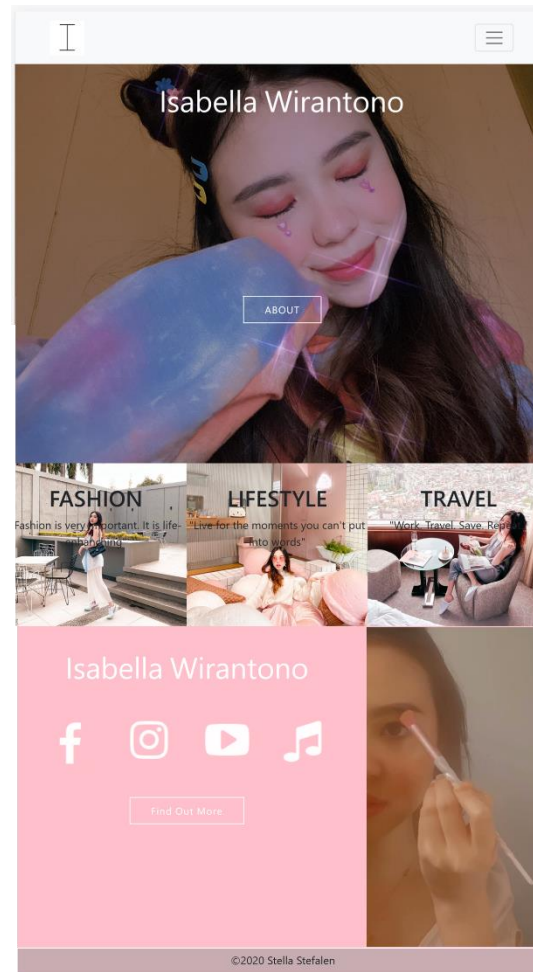 I
Isabella Wirantono
ABOUT
FASHION
Fashion is very important. It is life-
enhancing
LIFESTYLE
"Live for the moments you can't put
into words"
TRAVEL
"Work. Travel. Save. Repeat"
Isabella Wirantono
Find Out More
©2020 Stella Stefalen